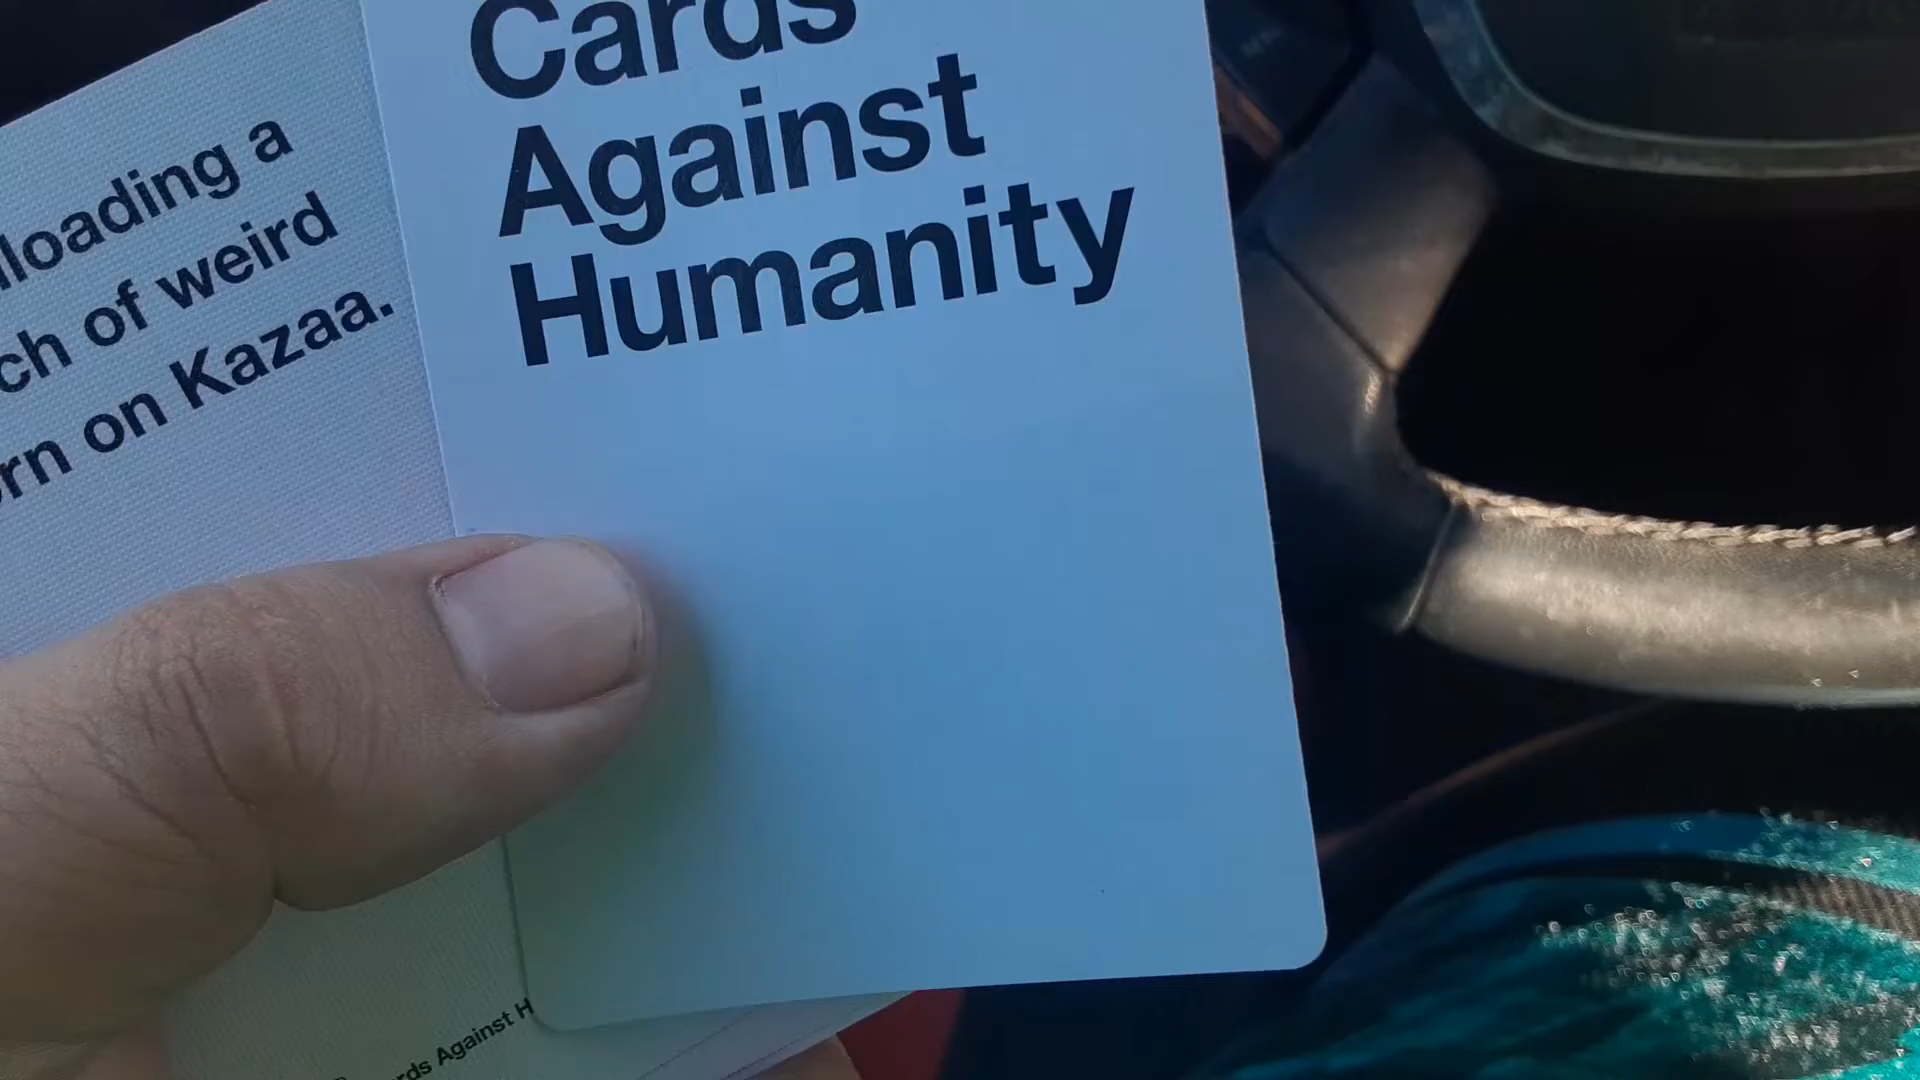 loading a
ch of weird
rn on Kazaa.
Cards
Against
Humanity
rds Against H